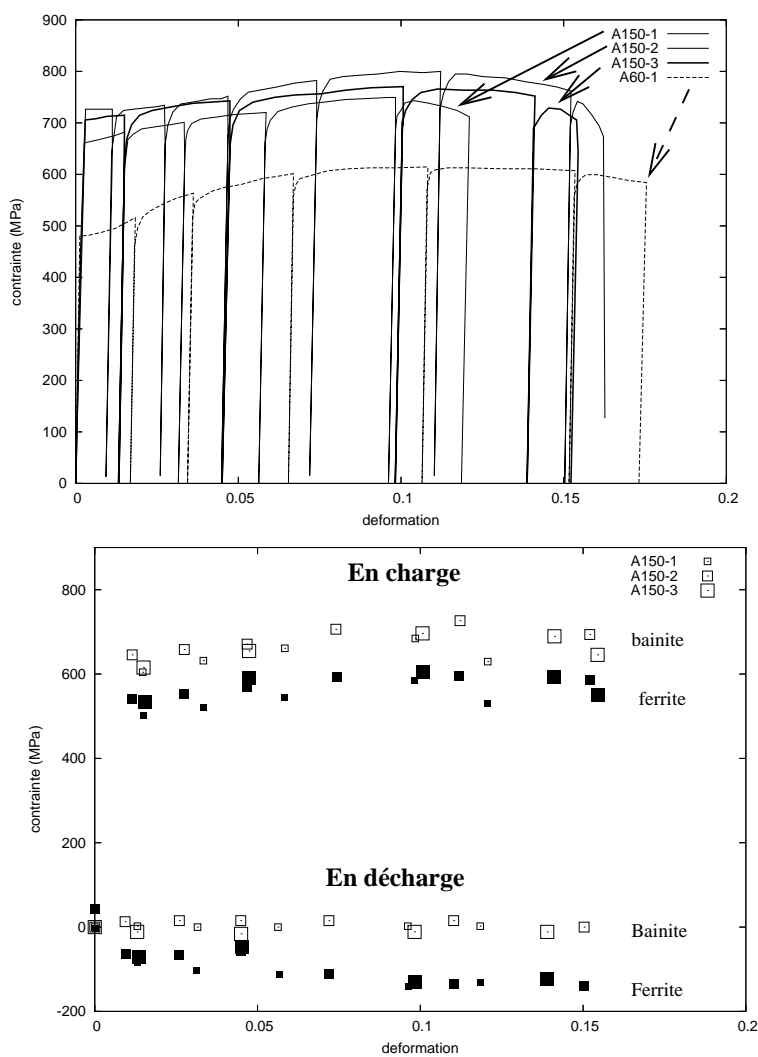 900
800
700
600
500
400
300
200
100
0
contrainte (MPa)
0
0.05
0.1
0.15
0.2
deformation
A150-1
A150-2
A150-3
A60-1
En charge
A150-1
A150-2
A150-3
bainite
ferrite
800
600
400
200
0
-200
contrainte (MPa)
En décharge
Bainite
Ferrite
0
0.05
0.1
0.15
0.2
deformation